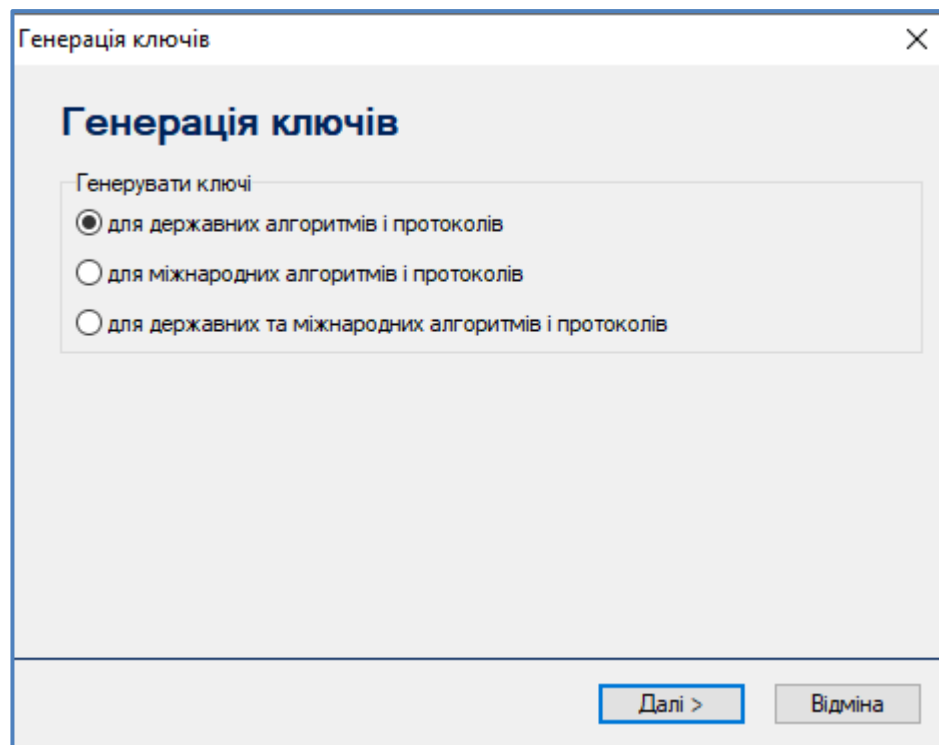 Генерація ключів
Генерація ключів
Генерувати ключі
для державних алгоритмів і протоколів
для міжнародних алгоритмів і протоколів
для державних та міжнародних алгоритмів і протоколів
Далі >
Відміна